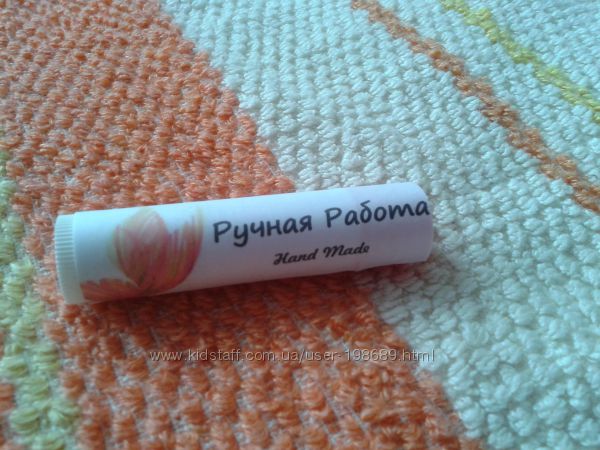 Ручная Работа
Hand Made
www.kidstaff.com.ua/user-198689.html